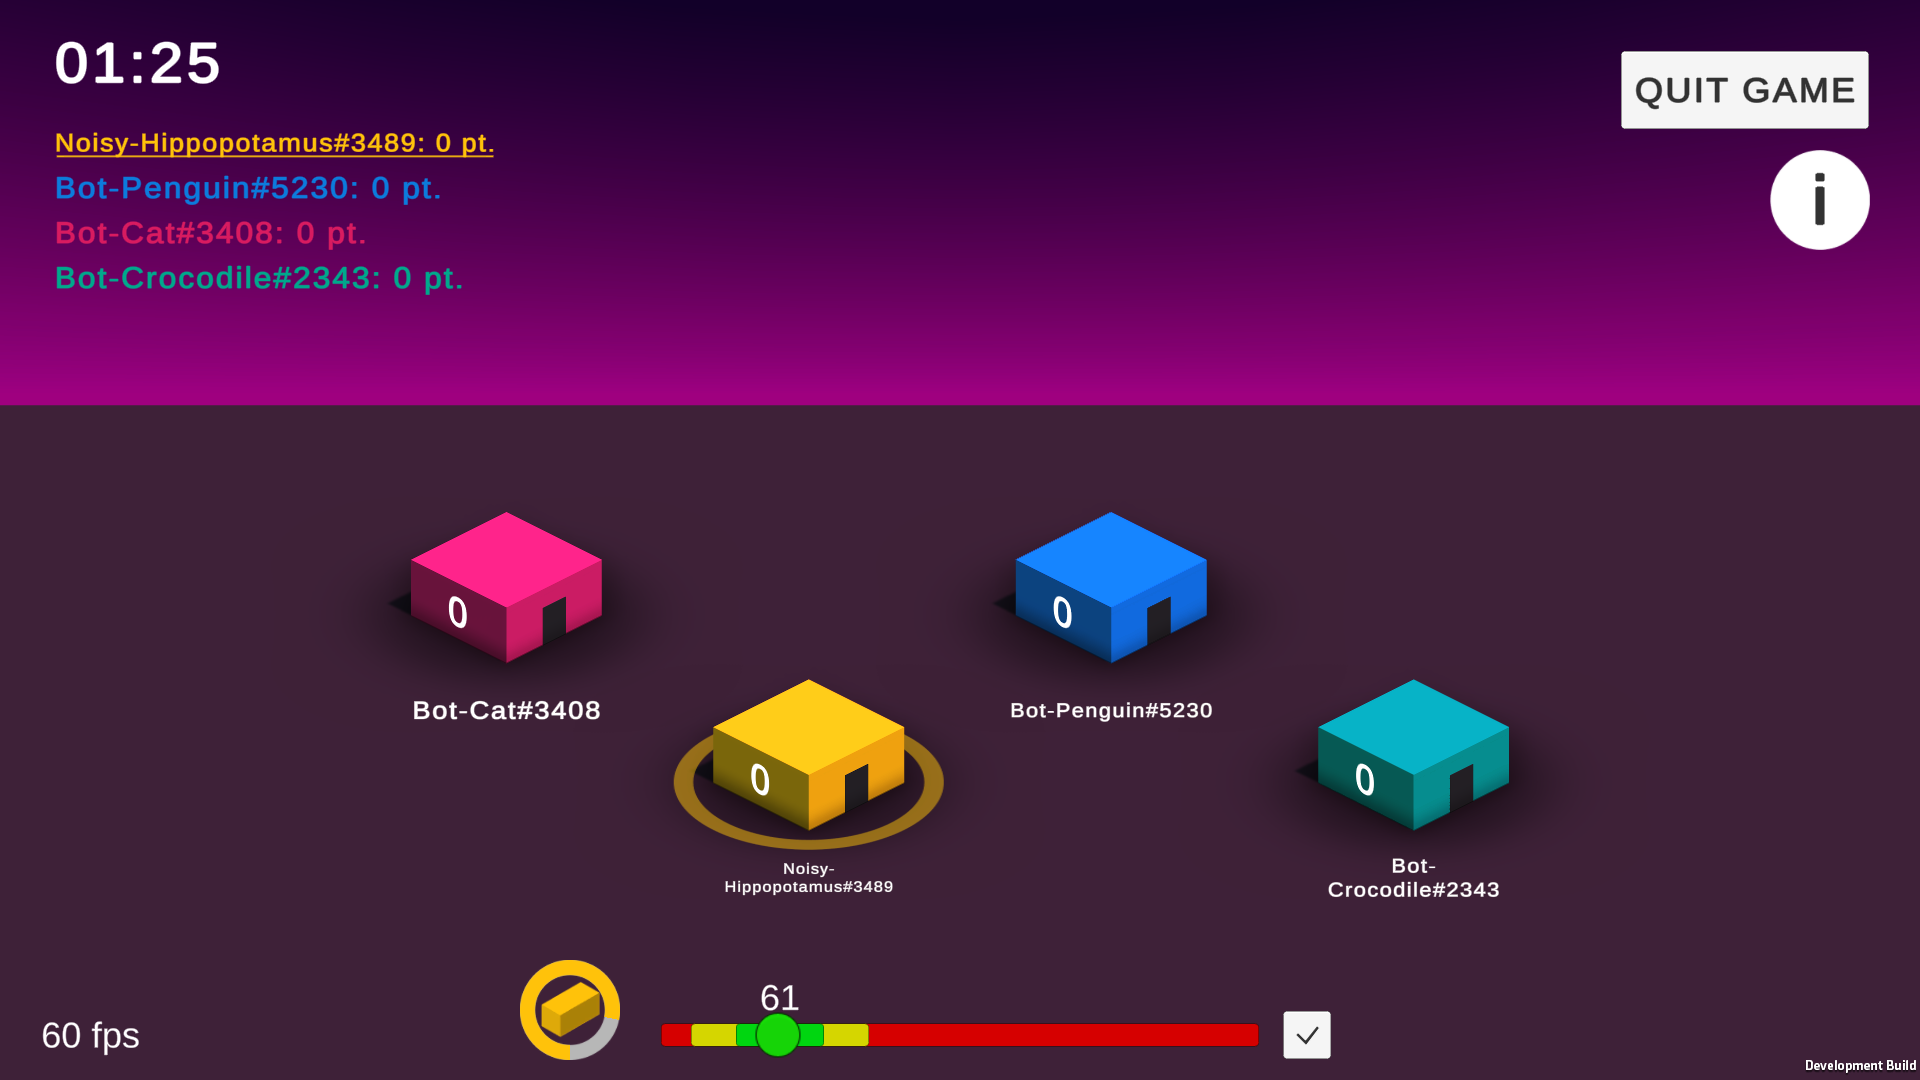 01:25
QUIT GAME
i
Noisy-Hippopotamus#3489: 0 pt.
Bot-Penguin#5230: 0 pt.
Bot-Cat#3408: 0 pt.
Bot-Crocodile#2343: 0 pt.
0
0
Bot-Cat#3408
Bot-Penguin#5230
0
0
Noisy-
Hippopotamus#3489
Bot-
Crocodile#2343
61
60 fps
Development Build